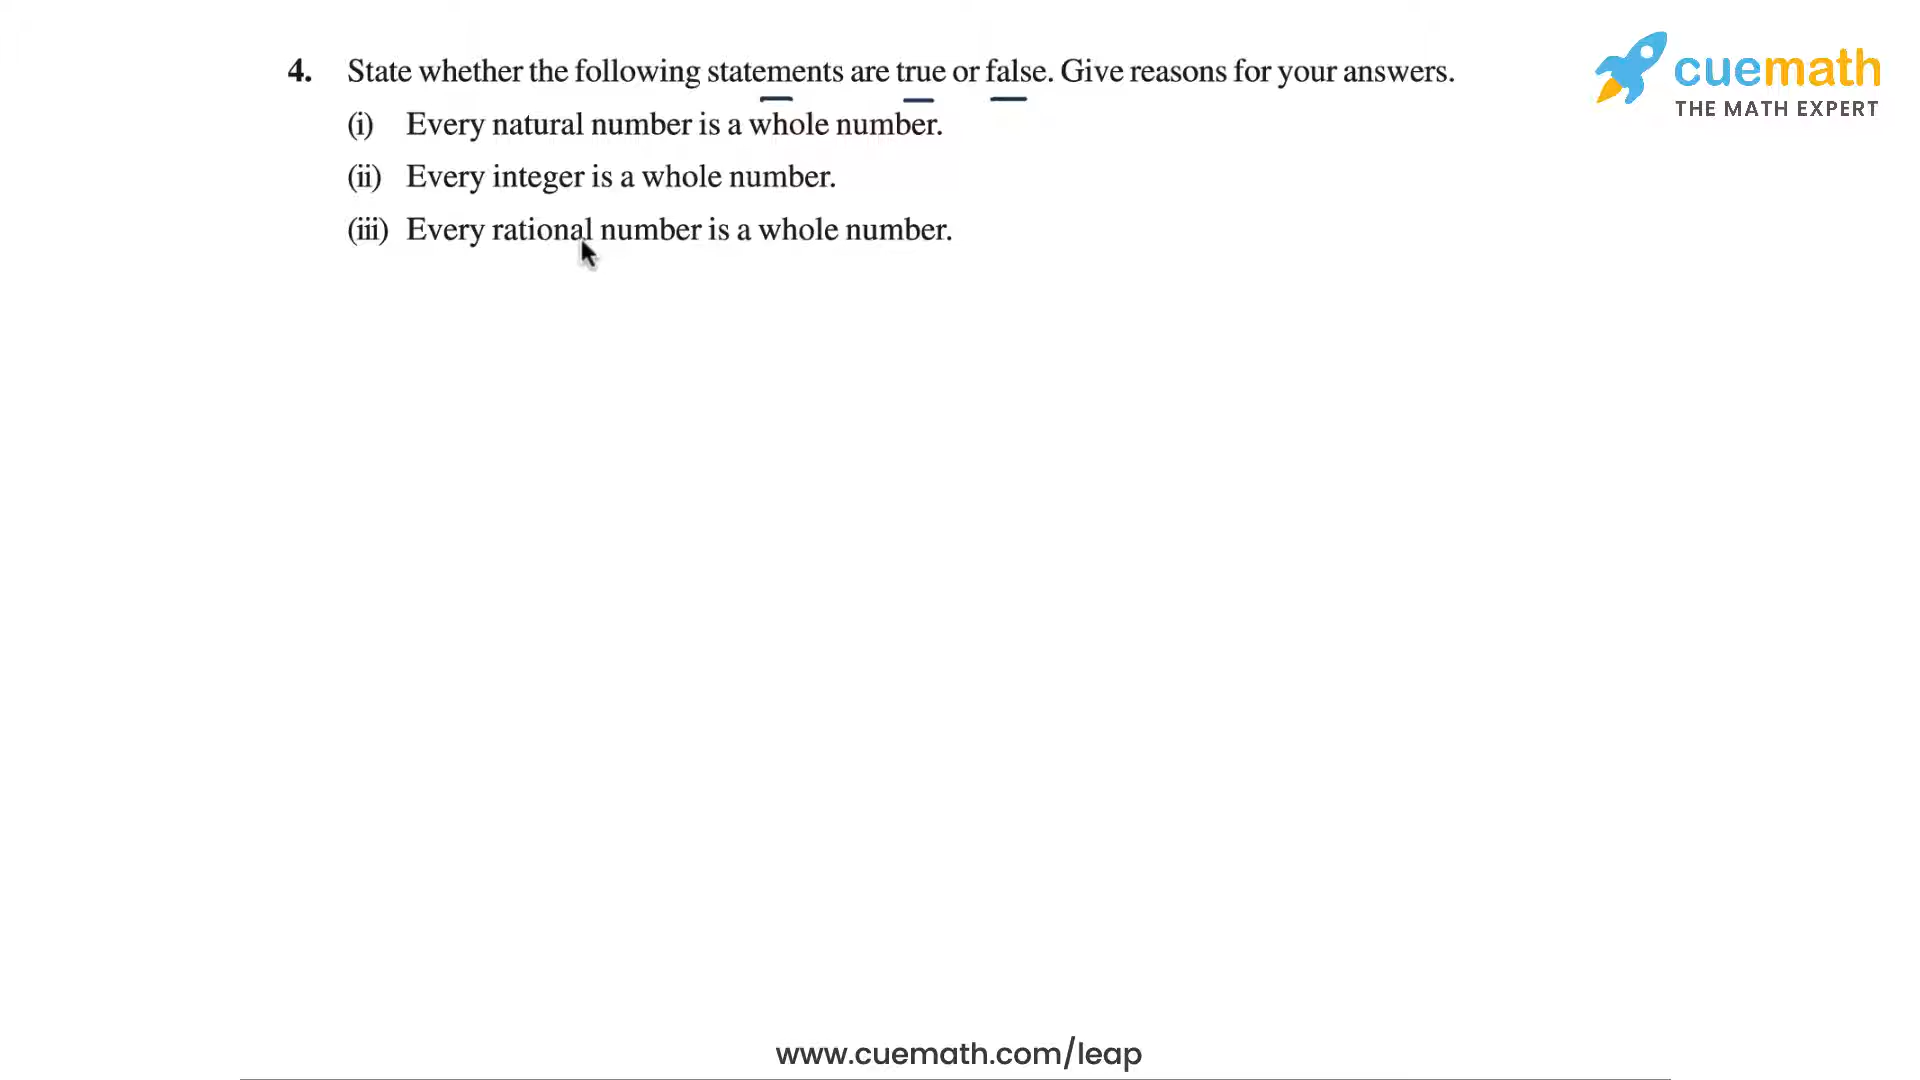 4. State whether the following statements are true or false. Give reasons for your answers.
(i) Every natural number is a whole number.
(ii) Every integer is a whole number.
(iii) Every rational number is a whole number.
cuemath
THE MATH EXPERT
www.cuemath.com/leap